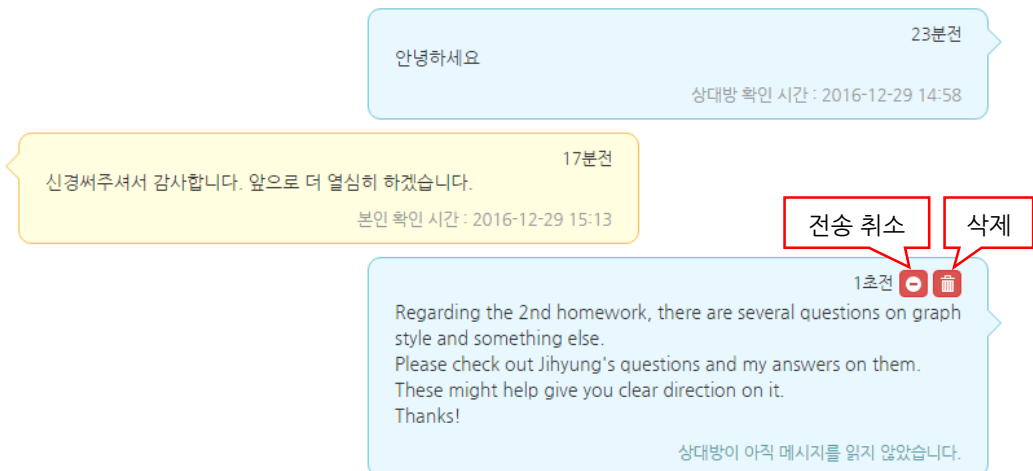 23분전
안녕하세요
상대방 확인 시간 : 2016-12-29 14:58
17분전
신경써주셔서 감사합니다. 앞으로 더 열심히 하겠습니다.
본인 확인 시간 : 2016-12-29 15:13
전송 취소
삭제
1초전
Regarding the 2nd homework, there are several questions on graph
style and something else.
Please check out Jihyung's questions and my answers on them.
These might help give you clear direction on it.
Thanks!
상대방이 아직 메시지를 읽지 않았습니다.